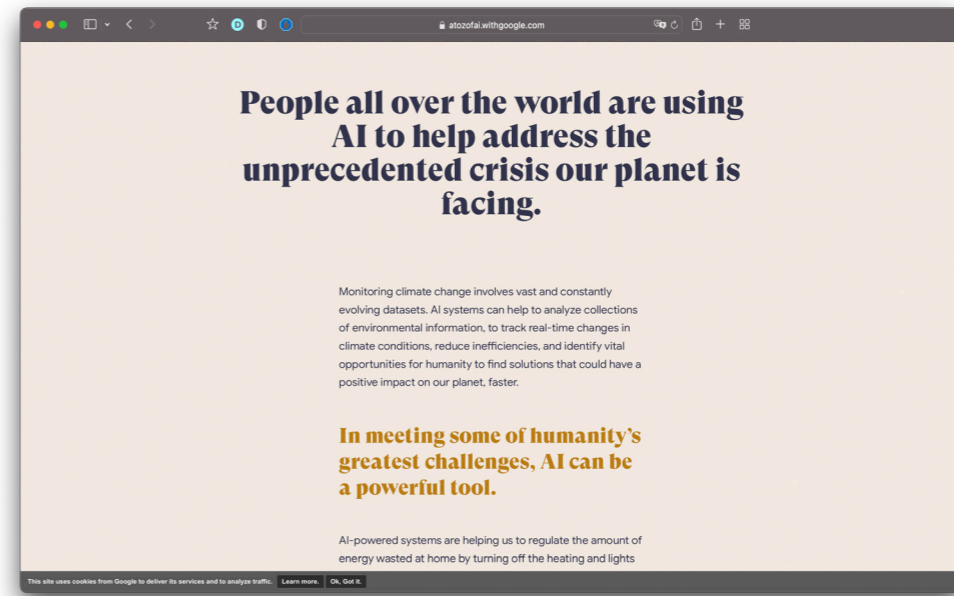 atozofai.withgoogle.com
People all over the world are using
AI to help address the
unprecedented crisis our planet is
facing.
Monitoring climate change involves vast and constantly
evolving datasets. AI systems can help to analyze collections
of environmental information, to track real-time changes in
climate conditions, reduce inefficiencies, and identify vital
opportunities for humanity to find solutions that could have a
positive impact on our planet, faster.
In meeting some of humanity's
greatest challenges, AI can be
a powerful tool.
AI-powered systems are helping us to regulate the amount of
energy wasted at home by turning off the heating and lights
This site uses cookies from Google to deliver its services and to analyze traffic. Learn more. Ok, Got it.